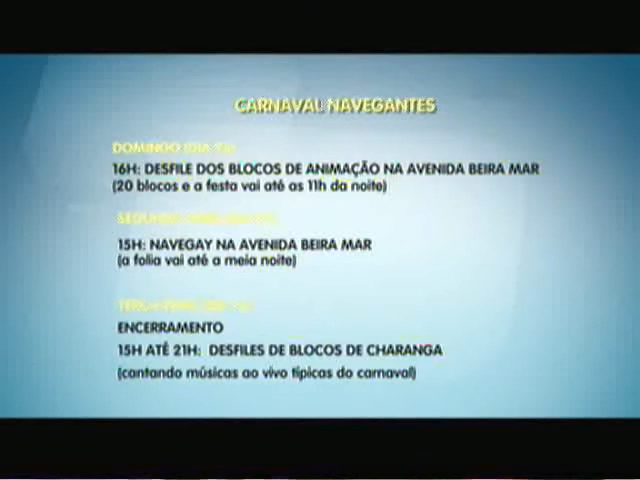 CARNAVAL NAVEGANTES
DOMINGO
16H: DESFILE DOS BLOCOS DE ANIMAÇÃO NA AVENIDA BEIRA MAR
(20 blocos e a festa vai até as 11h da noite)
15H: NAVEGAY NA AVENIDA BEIRA MAR
(a folia vai até a meia noite)
ENCERRAMENTO
15H ATÉ 21H: DESFILES DE BLOCOS DE CHARANGA
(cantando músicas ao vivo típicas do carnaval)